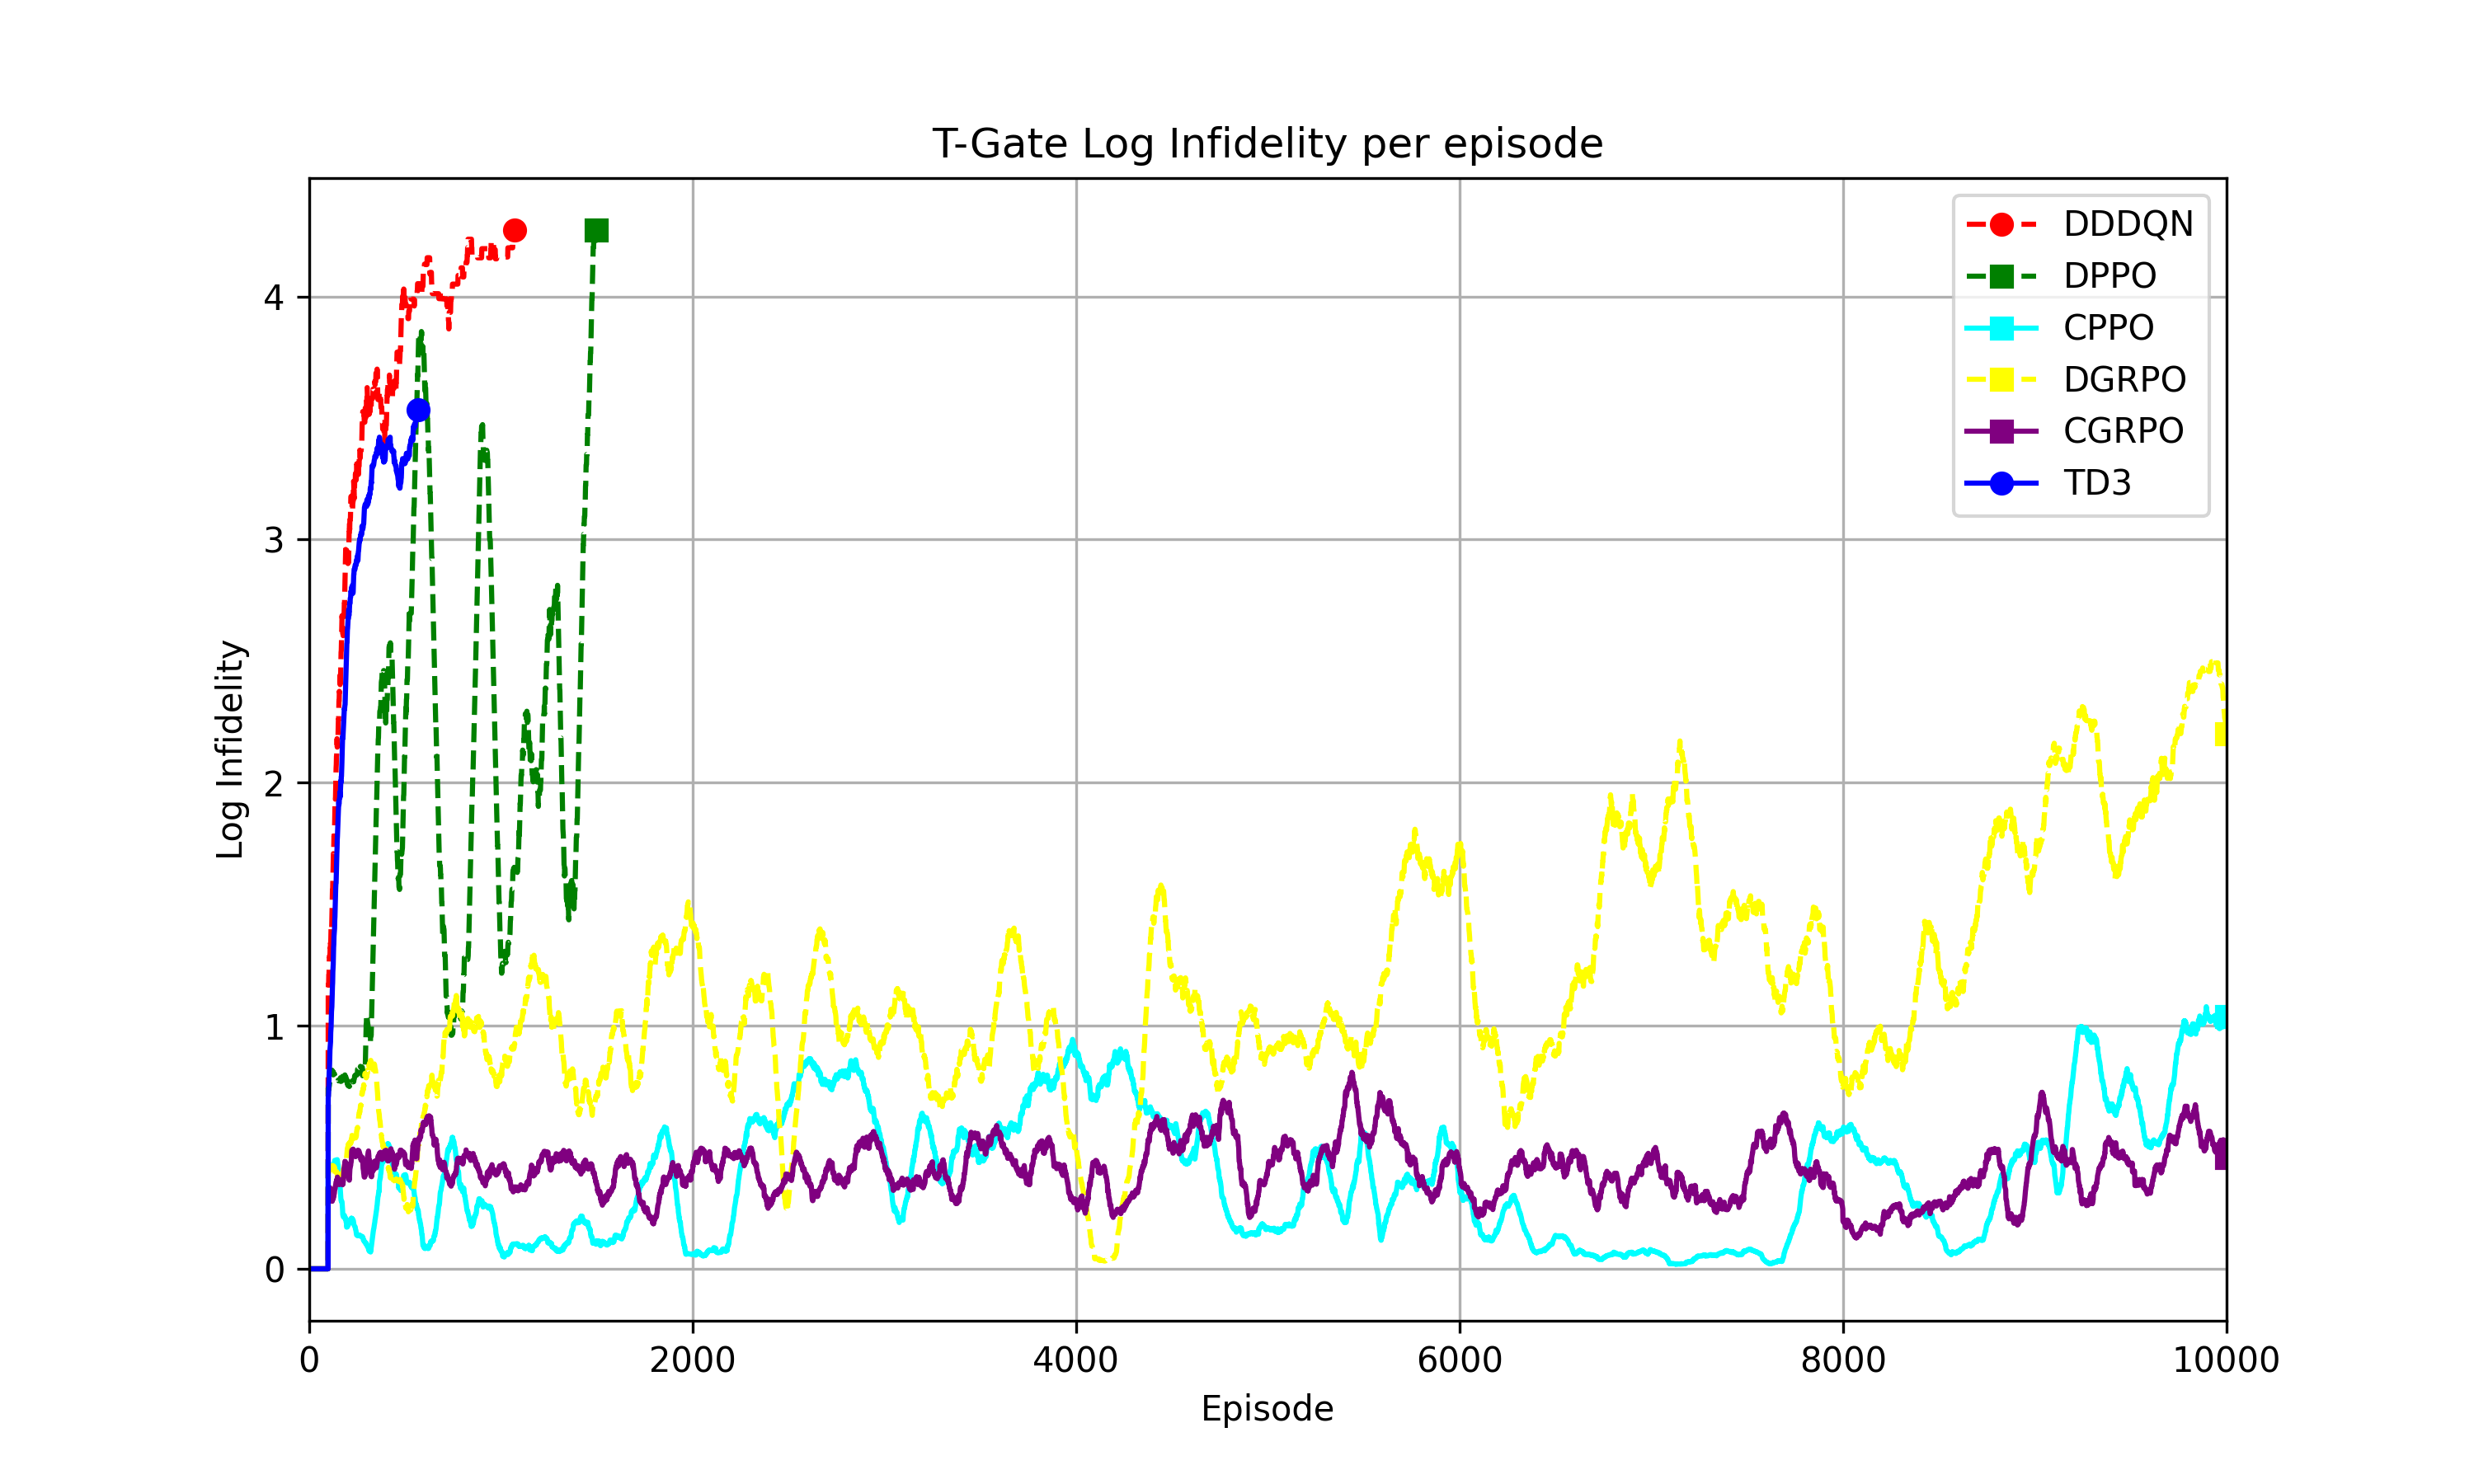 T-Gate Log Infidelity per episode
DDDQN
DPPO
CPPO
DGRPO
CGRPO
TD3
Log Infidelity
4
3
2
1
0
0 2000 4000 6000 8000 10000
Episode